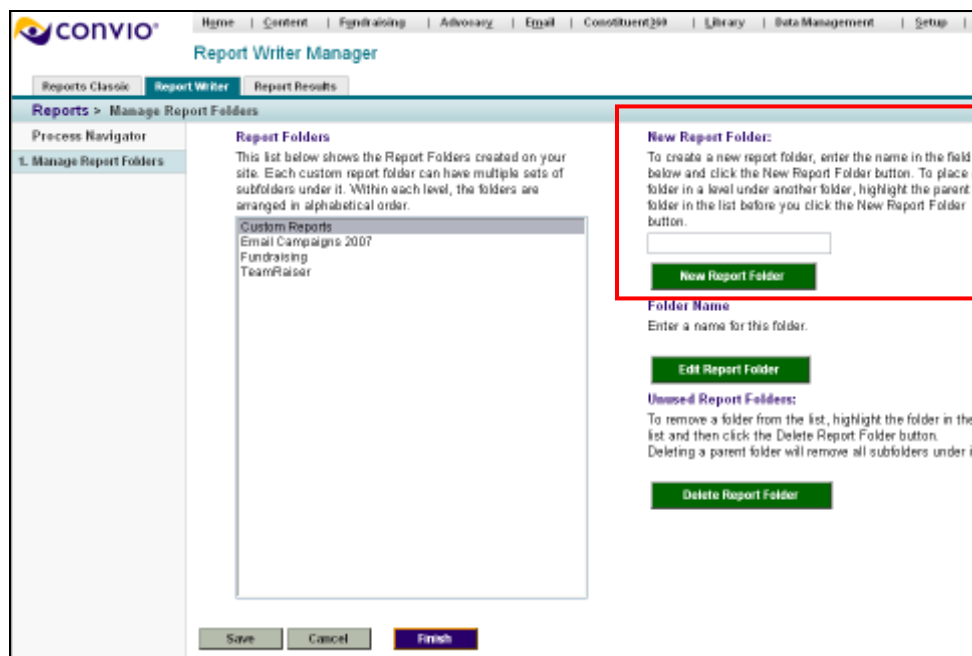 CONVIO®
Home | Content | Fundraising | Advocacy | Email | Constituent360 | Library | Data Management | Setup |
Report Writer Manager
Reports Classic Report Writer Report Results
Reports > Manage Report Folders
Process Navigator
1. Manage Report Folders
Report Folders
This list below shows the Report Folders created on your
site. Each custom report folder can have multiple sets of
subfolders under it. Within each level, the folders are
arranged in alphabetical order.
Custom Reports
Email Campaigns 2007
Fundraising
TeamRaiser
Save Cancel Finish
New Report Folder:
To create a new report folder, enter the name in the field
below and click the New Report Folder button. To place
folder in a level under another folder, highlight the parent
folder in the list before you click the New Report Folder
button.
New Report Folder
Folder Name
Enter a name for this folder.
Edit Report Folder
Unused Report Folders:
To remove a folder from the list, highlight the folder in the
list and then click the Delete Report Folder button.
Deleting a parent folder will remove all subfolders under
Delete Report Folder